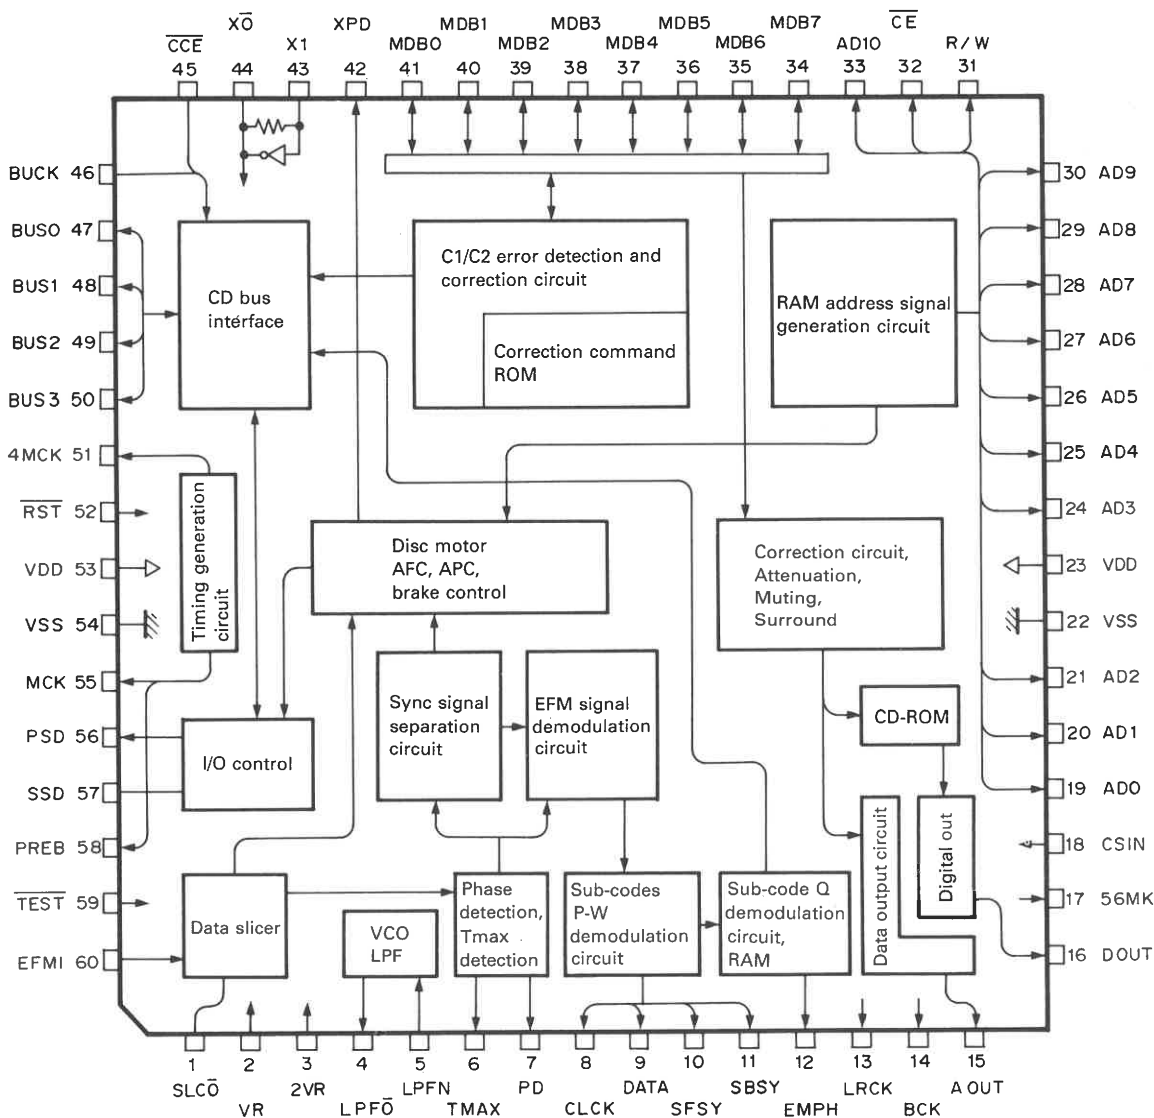 XO̅
XPD
MDB1
MDB3
MDB5
MDB7
C̅E̅
C̅C̅E̅
X1
MDB0
MDB2
MDB4
MDB6
AD10
R/W
45
44
43
42
41
40
39
38
37
36
35
34
33
32
31
BUCK 46
BUS0 47
BUS1 48
BUS2 49
BUS3 50
4MCK 51
R̅S̅T̅ 52
VDD 53
VSS 54
MCK 55
PSD 56
SSD 57
PREB 58
T̅E̅S̅T̅ 59
EFMI 60
30 AD9
29 AD8
28 AD7
27 AD6
26 AD5
25 AD4
24 AD3
23 VDD
22 VSS
21 AD2
20 AD1
19 AD0
18 CSIN
17 56MK
16 DOUT
CD bus
interface
C1/C2 error detection and
correction circuit
Correction command
ROM
RAM address signal
generation circuit
Timing generation
circuit
Disc motor
AFC, APC,
brake control
Correction circuit,
Attenuation,
Muting,
Surround
I/O control
Sync signal
separation
circuit
EFM signal
demodulation
circuit
CD-ROM
Data output circuit
Digital out
Data slicer
VCO
LPF
Phase
detection,
Tmax
detection
Sub-codes
P-W
demodulation
circuit
Sub-code Q
demodulation
circuit,
RAM
1
2
3
4
5
6
7
8
9
10
11
12
13
14
15
SLCO̅
2VR
LPFN
PD
DATA
SBSY
LRCK
A OUT
VR
LPFO̅
TMAX
CLCK
SFSY
EMPH
BCK